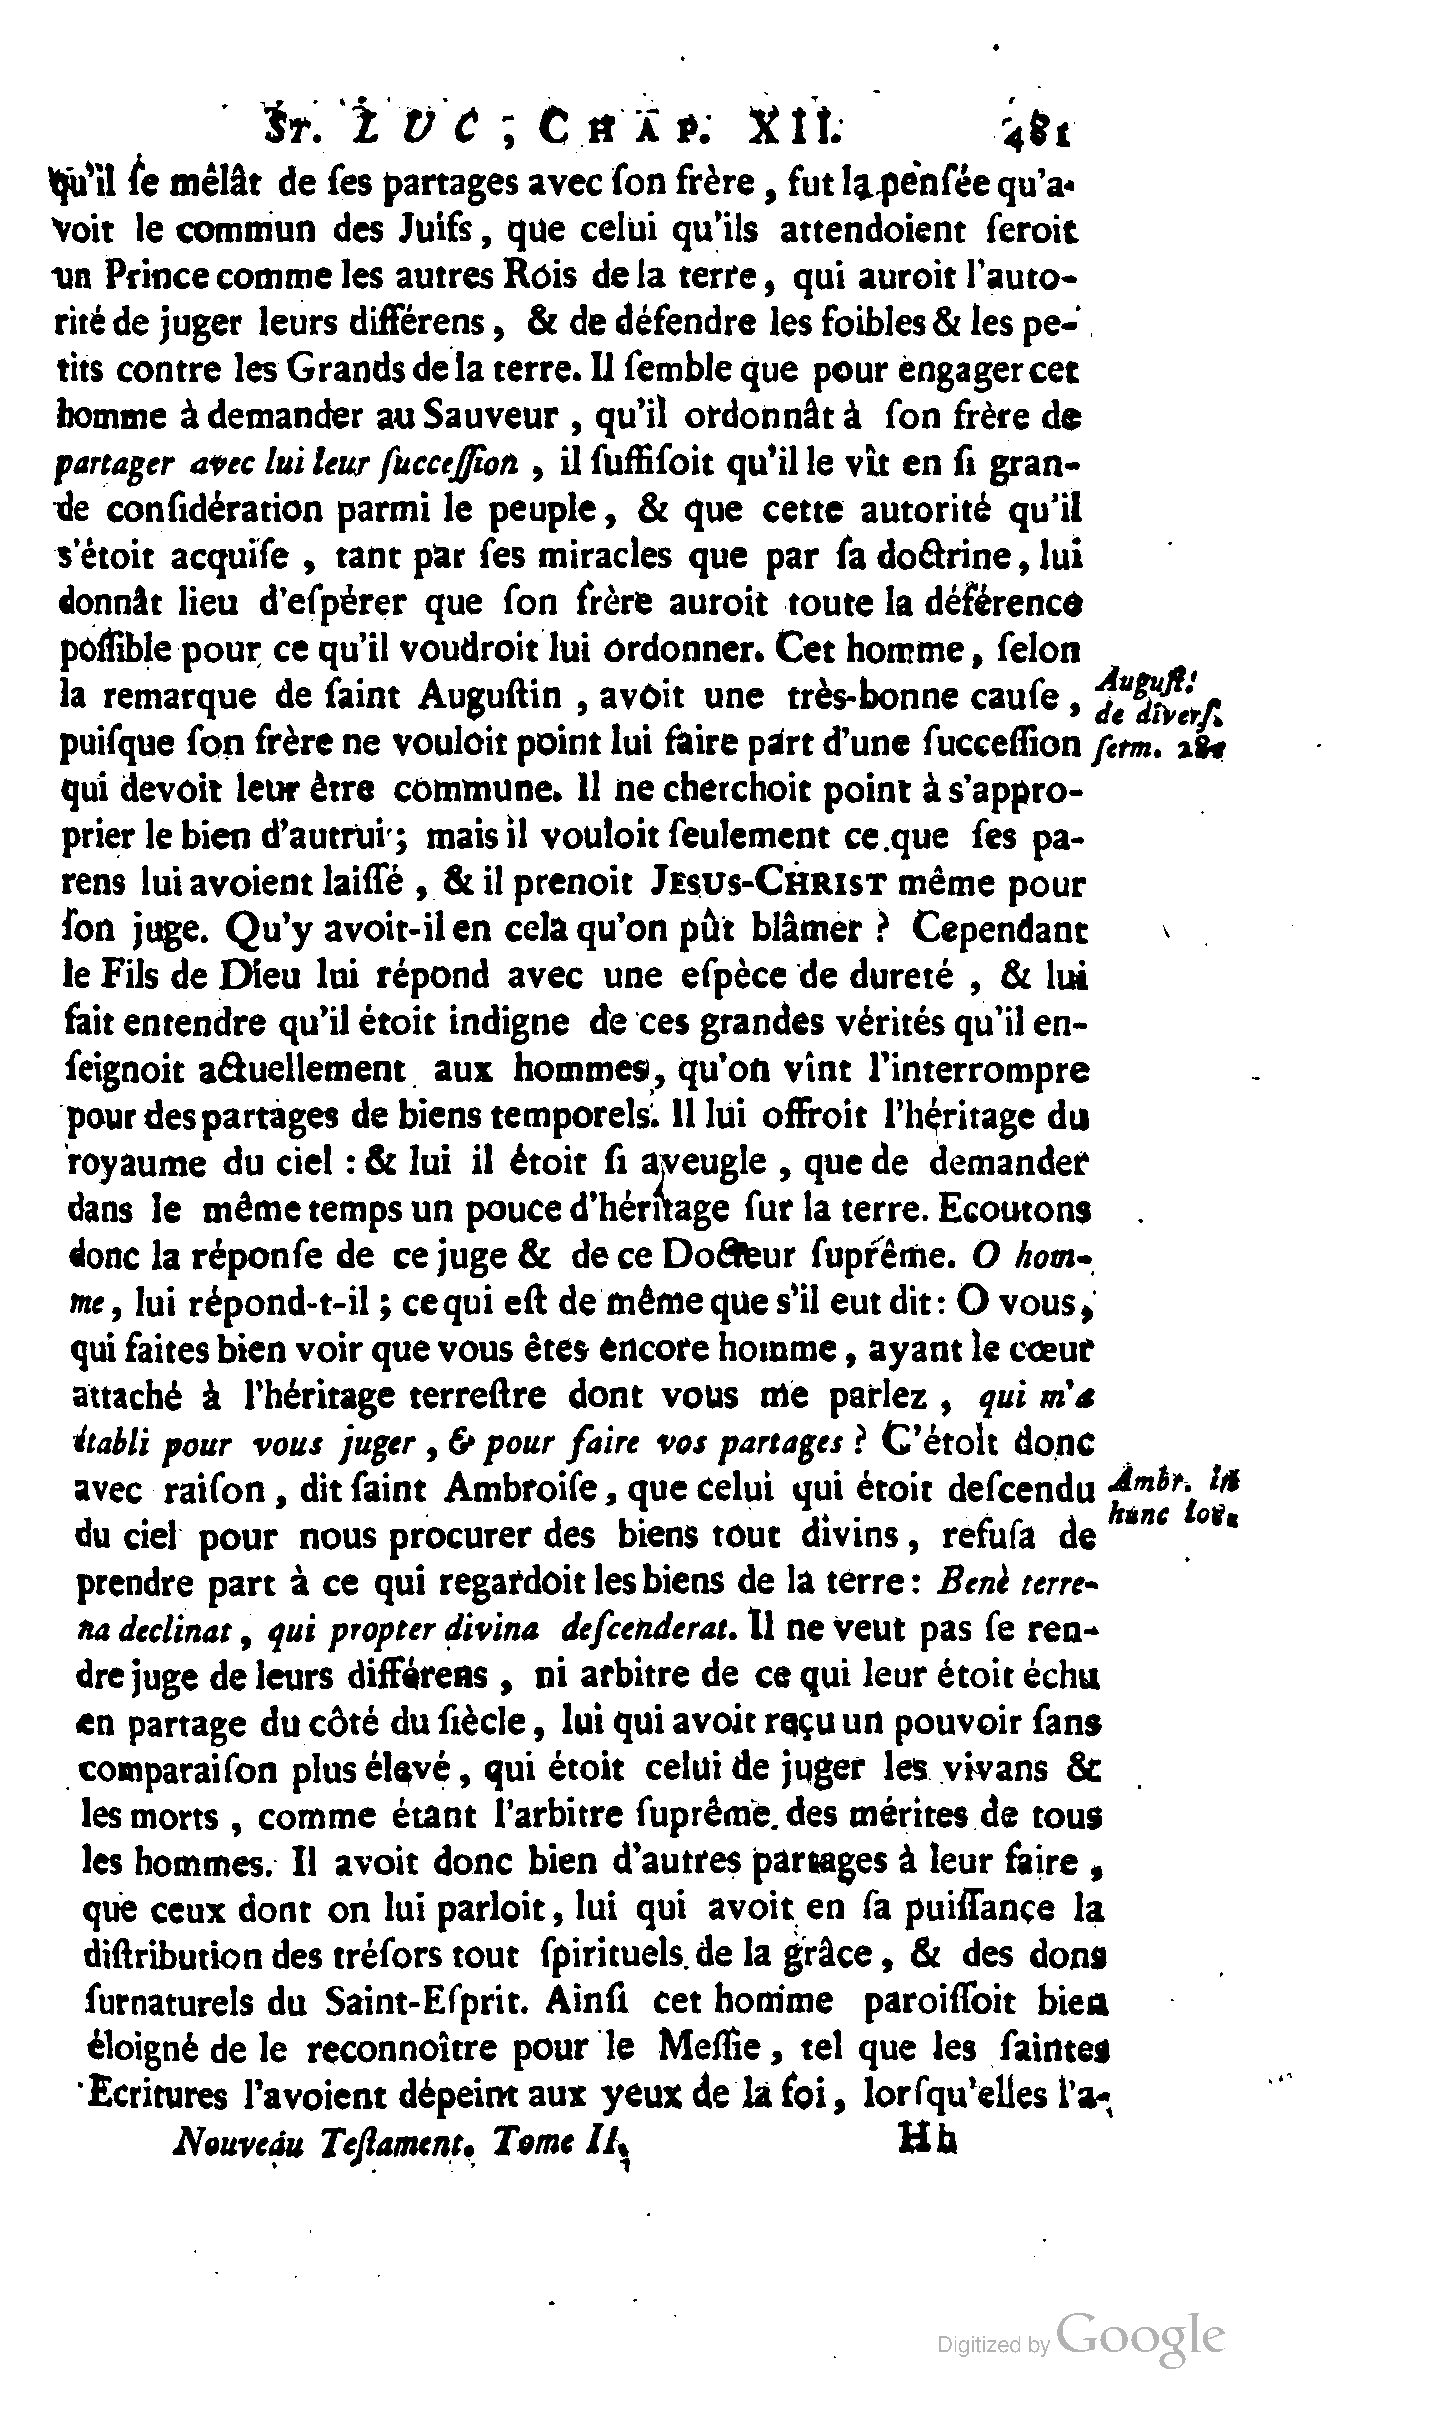 St. LUC, CHAP. XII. 481
qu'il ſe mêlât de ſes partages avec ſon frère, fut la penſée qu'a-
voit le commun des Juifs, que celui qu'ils attendoient ſeroit
un Prince comme les autres Rois de la terre, qui auroit l'auto-
rité de juger leurs différens, & de défendre les foibles & les pe-
tits contre les Grands de la terre. Il ſemble que pour engager cet
homme à demander au Sauveur, qu'il ordonnât à ſon frère de
partager avec lui leur ſucceſſion, il ſuffiſoit qu'il le vît en ſi gran-
de conſidération parmi le peuple, & que cette autorité qu'il
s'étoit acquiſe, tant par ſes miracles que par ſa doctrine, lui
donnât lieu d'eſpérer que ſon frère auroit toute la déférence
poſſible pour ce qu'il voudroit lui ordonner. Cet homme, ſelon
la remarque de ſaint Auguſtin, avoit une très-bonne cauſe,
puiſque ſon frère ne vouloit point lui faire part d'une ſucceſſion
qui devoit leur être commune. Il ne cherchoit point à s'appro-
prier le bien d'autrui; mais il vouloit ſeulement ce que ſes pa-
rens lui avoient laiſſé, & il prenoit JESUS-CHRIST même pour
ſon juge. Qu'y avoit-il en cela qu'on pût blâmer ? Cependant
le Fils de Dieu lui répond avec une eſpèce de dureté, & lui
fait entendre qu'il étoit indigne de ces grandes vérités qu'il en-
ſeignoit actuellement aux hommes, qu'on vînt l'interrompre
pour des partages de biens temporels. Il lui offroit l'héritage du
royaume du ciel : & lui il étoit ſi aveugle, que de demander
dans le même temps un pouce d'héritage ſur la terre. Ecoutons
donc la réponſe de ce juge & de ce Docteur ſuprême. O hom-
me, lui répond-t-il ; ce qui eſt de même que s'il eut dit: O vous,
qui faites bien voir que vous êtes encore homme, ayant le cœur
attaché à l'héritage terreſtre dont vous me parlez, qui m'a
établi pour vous juger, & pour faire vos partages ? C'étoit donc
avec raiſon, dit ſaint Ambroiſe, que celui qui étoit deſcendu
du ciel pour nous procurer des biens tout divins, refuſa de
prendre part à ce qui regardoit les biens de la terre: Benè terre-
na declinat, qui propter divina deſcenderat. Il ne veut pas ſe ren-
dre juge de leurs différens, ni arbitre de ce qui leur étoit échu
en partage du côté du ſiècle, lui qui avoit reçu un pouvoir ſans
comparaiſon plus élevé, qui étoit celui de juger les vivans &
les morts, comme étant l'arbitre ſuprême des mérites de tous
les hommes. Il avoit donc bien d'autres partages à leur faire,
que ceux dont on lui parloit, lui qui avoit en ſa puiſſance la
diſtribution des tréſors tout ſpirituels de la grâce, & des dons
ſurnaturels du Saint-Eſprit. Ainſi cet homme paroiſſoit bien
éloigné de le reconnoître pour le Meſſie, tel que les ſaintes
Ecritures l'avoient dépeint aux yeux de la foi, lorſqu'elles l'a-
Nouveau Teſtament. Tome II. Hh
Auguſt.
de diverſ.
ſerm.
Ambr. in
hunc loc.
Digitized by Google